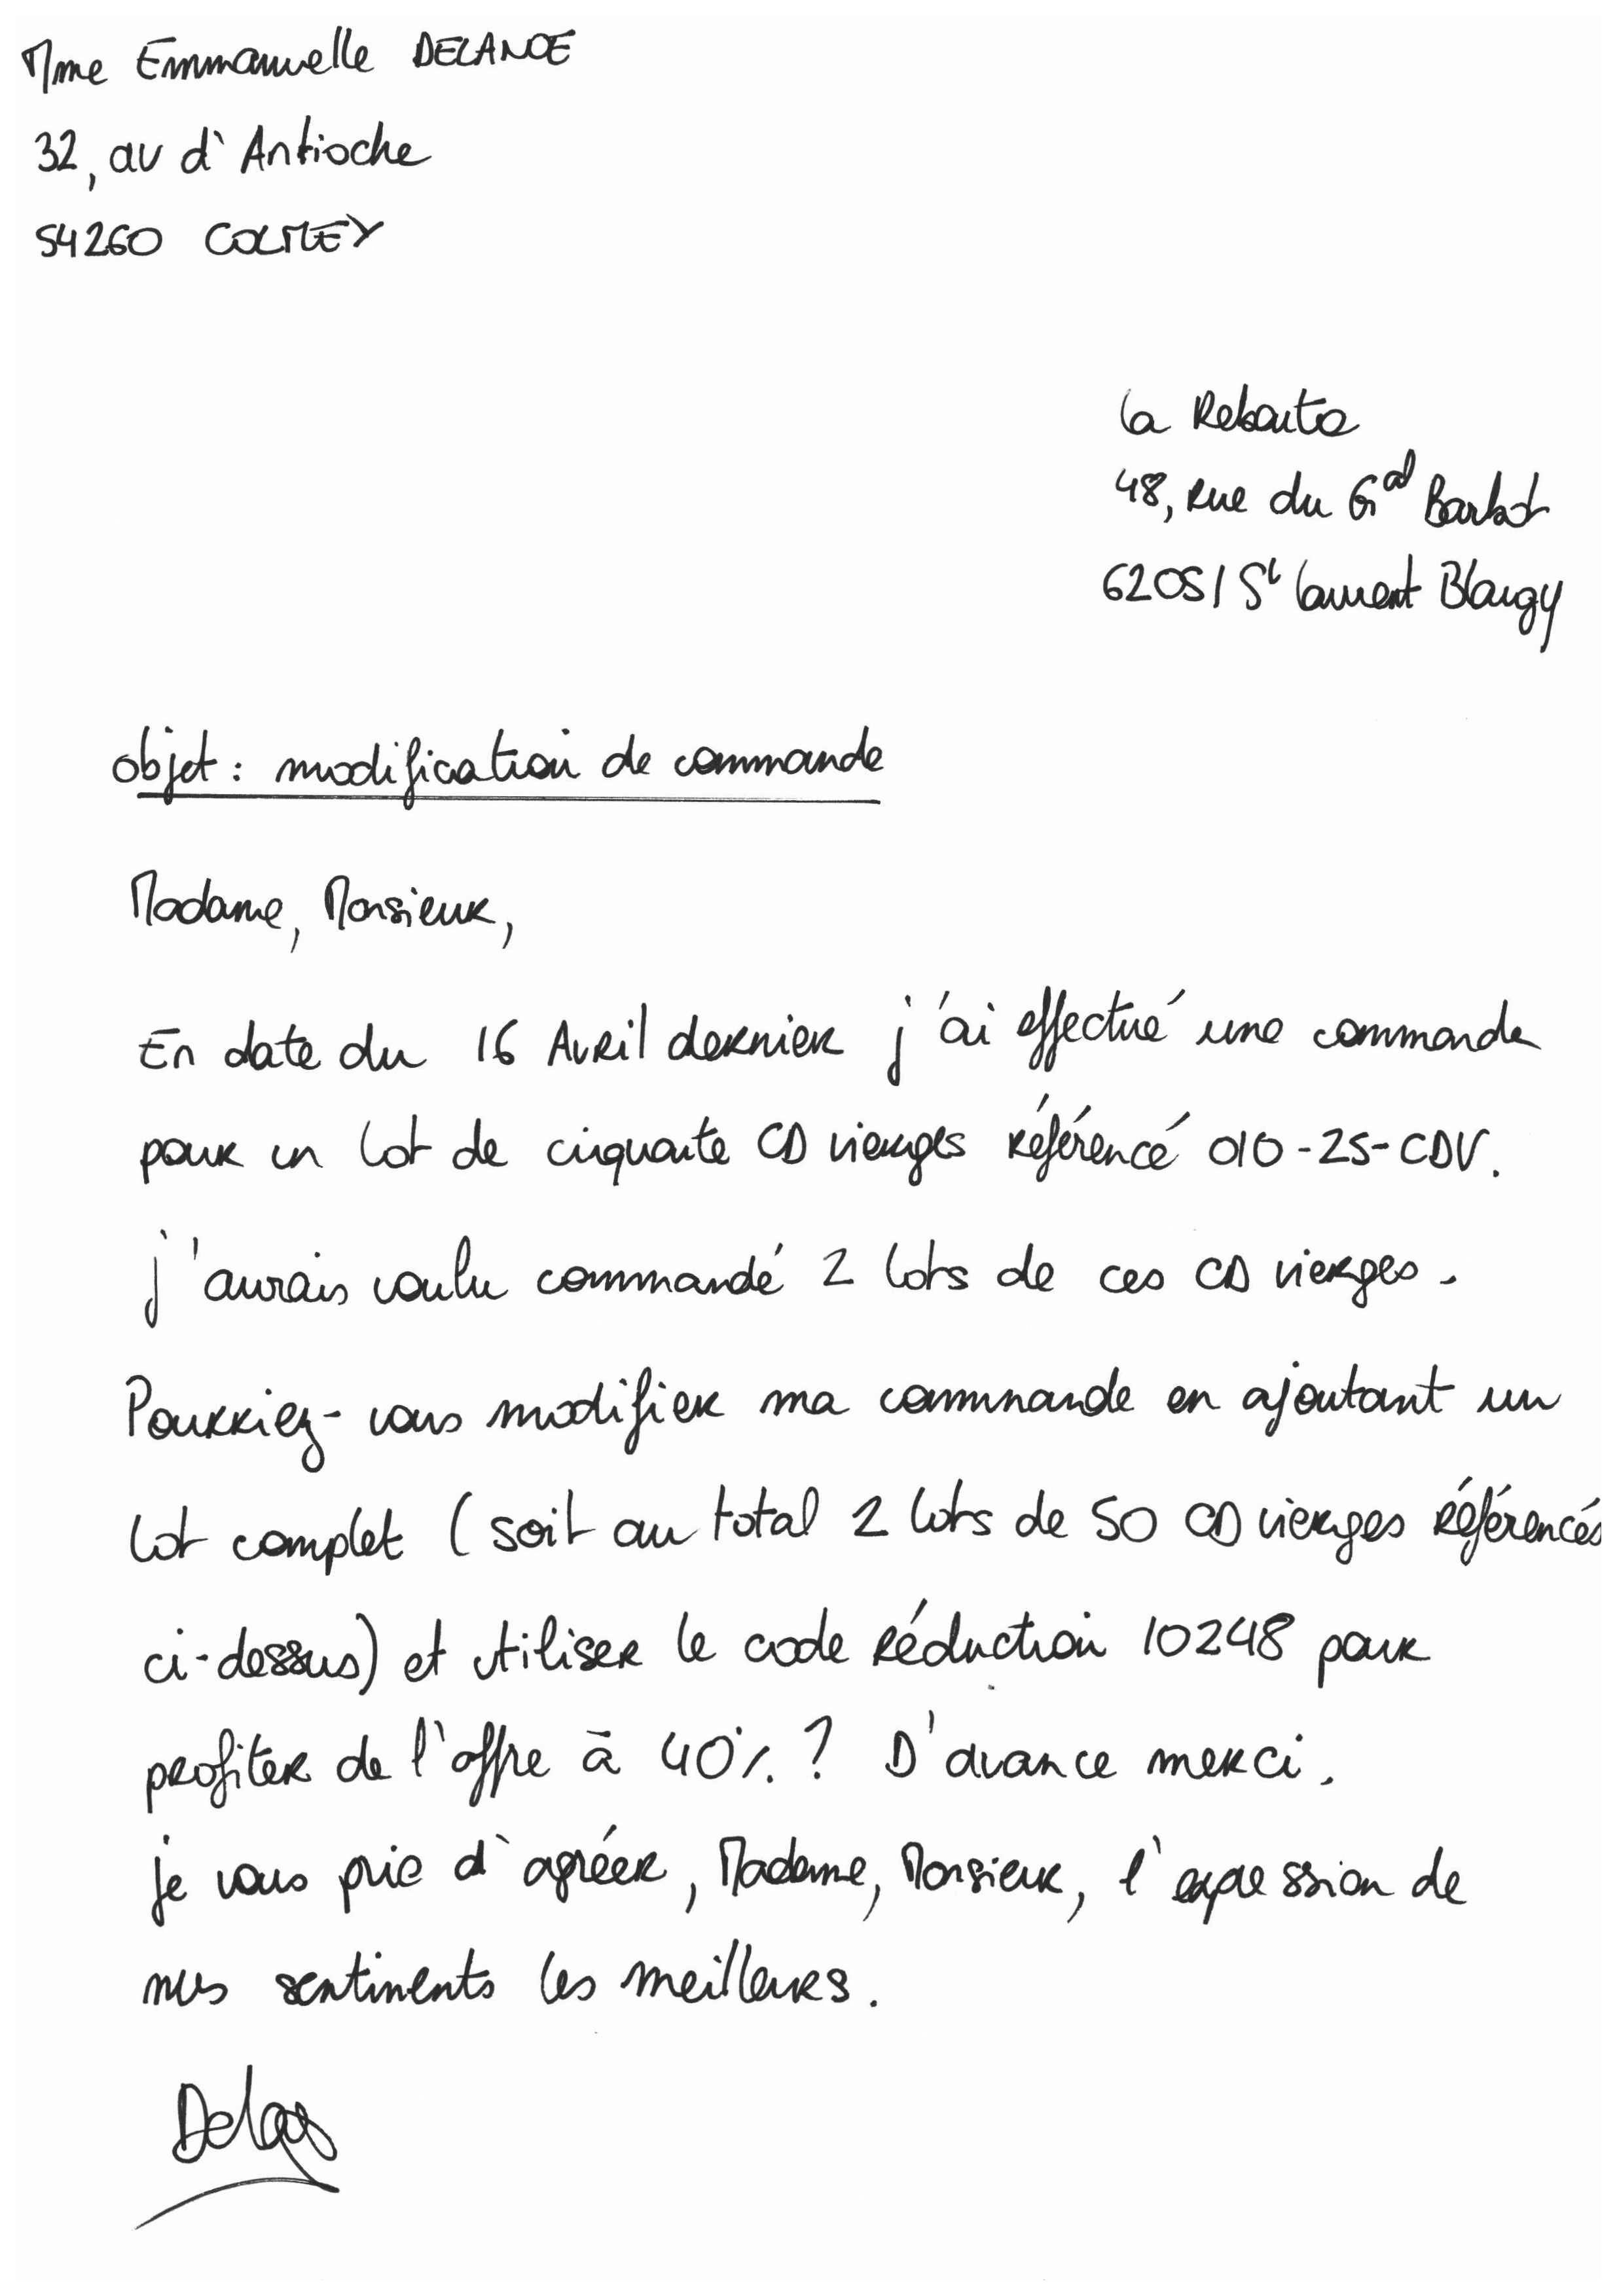 Mme Emmanuelle DELANOE
32, av d'Antioche
54260 COLMEY
la Rebouto
48, rue du Gal Barbot
62051 St laurent Blangy
objet : modification de commande
Madame, Monsieur,
En date du 16 Avril dernier j'ai effectué une commande
pour un lot de cinquante CD vierges référencé 010-25-CDV.
j'aurais voulu commandé 2 lots de ces CD vierges.
Pourriez-vous modifier ma commande en ajoutant un
lot complet (soit au total 2 lots de 50 CD vierges référencés
ci-dessus) et utiliser le code réduction 10248 pour
profiter de l'offre à 40% ? D'avance merci.
je vous prie d'agréer, Madame, Monsieur, l'expression de
mes sentiments les meilleurs.